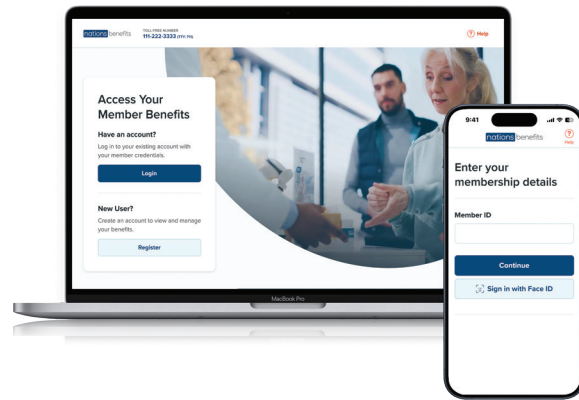 nations benefits
TOLL-FREE NUMBER
111-222-3333 (TTY: 711)
Help
Access Your
Member Benefits
Have an account?
Log in to your existing account with
your member credentials.
Login
New User?
Create an account to view and manage
your benefits.
Register
MacBook Pro
9:41
nations benefits
Help
Enter your
membership details
Member ID
Continue
Sign in with Face ID